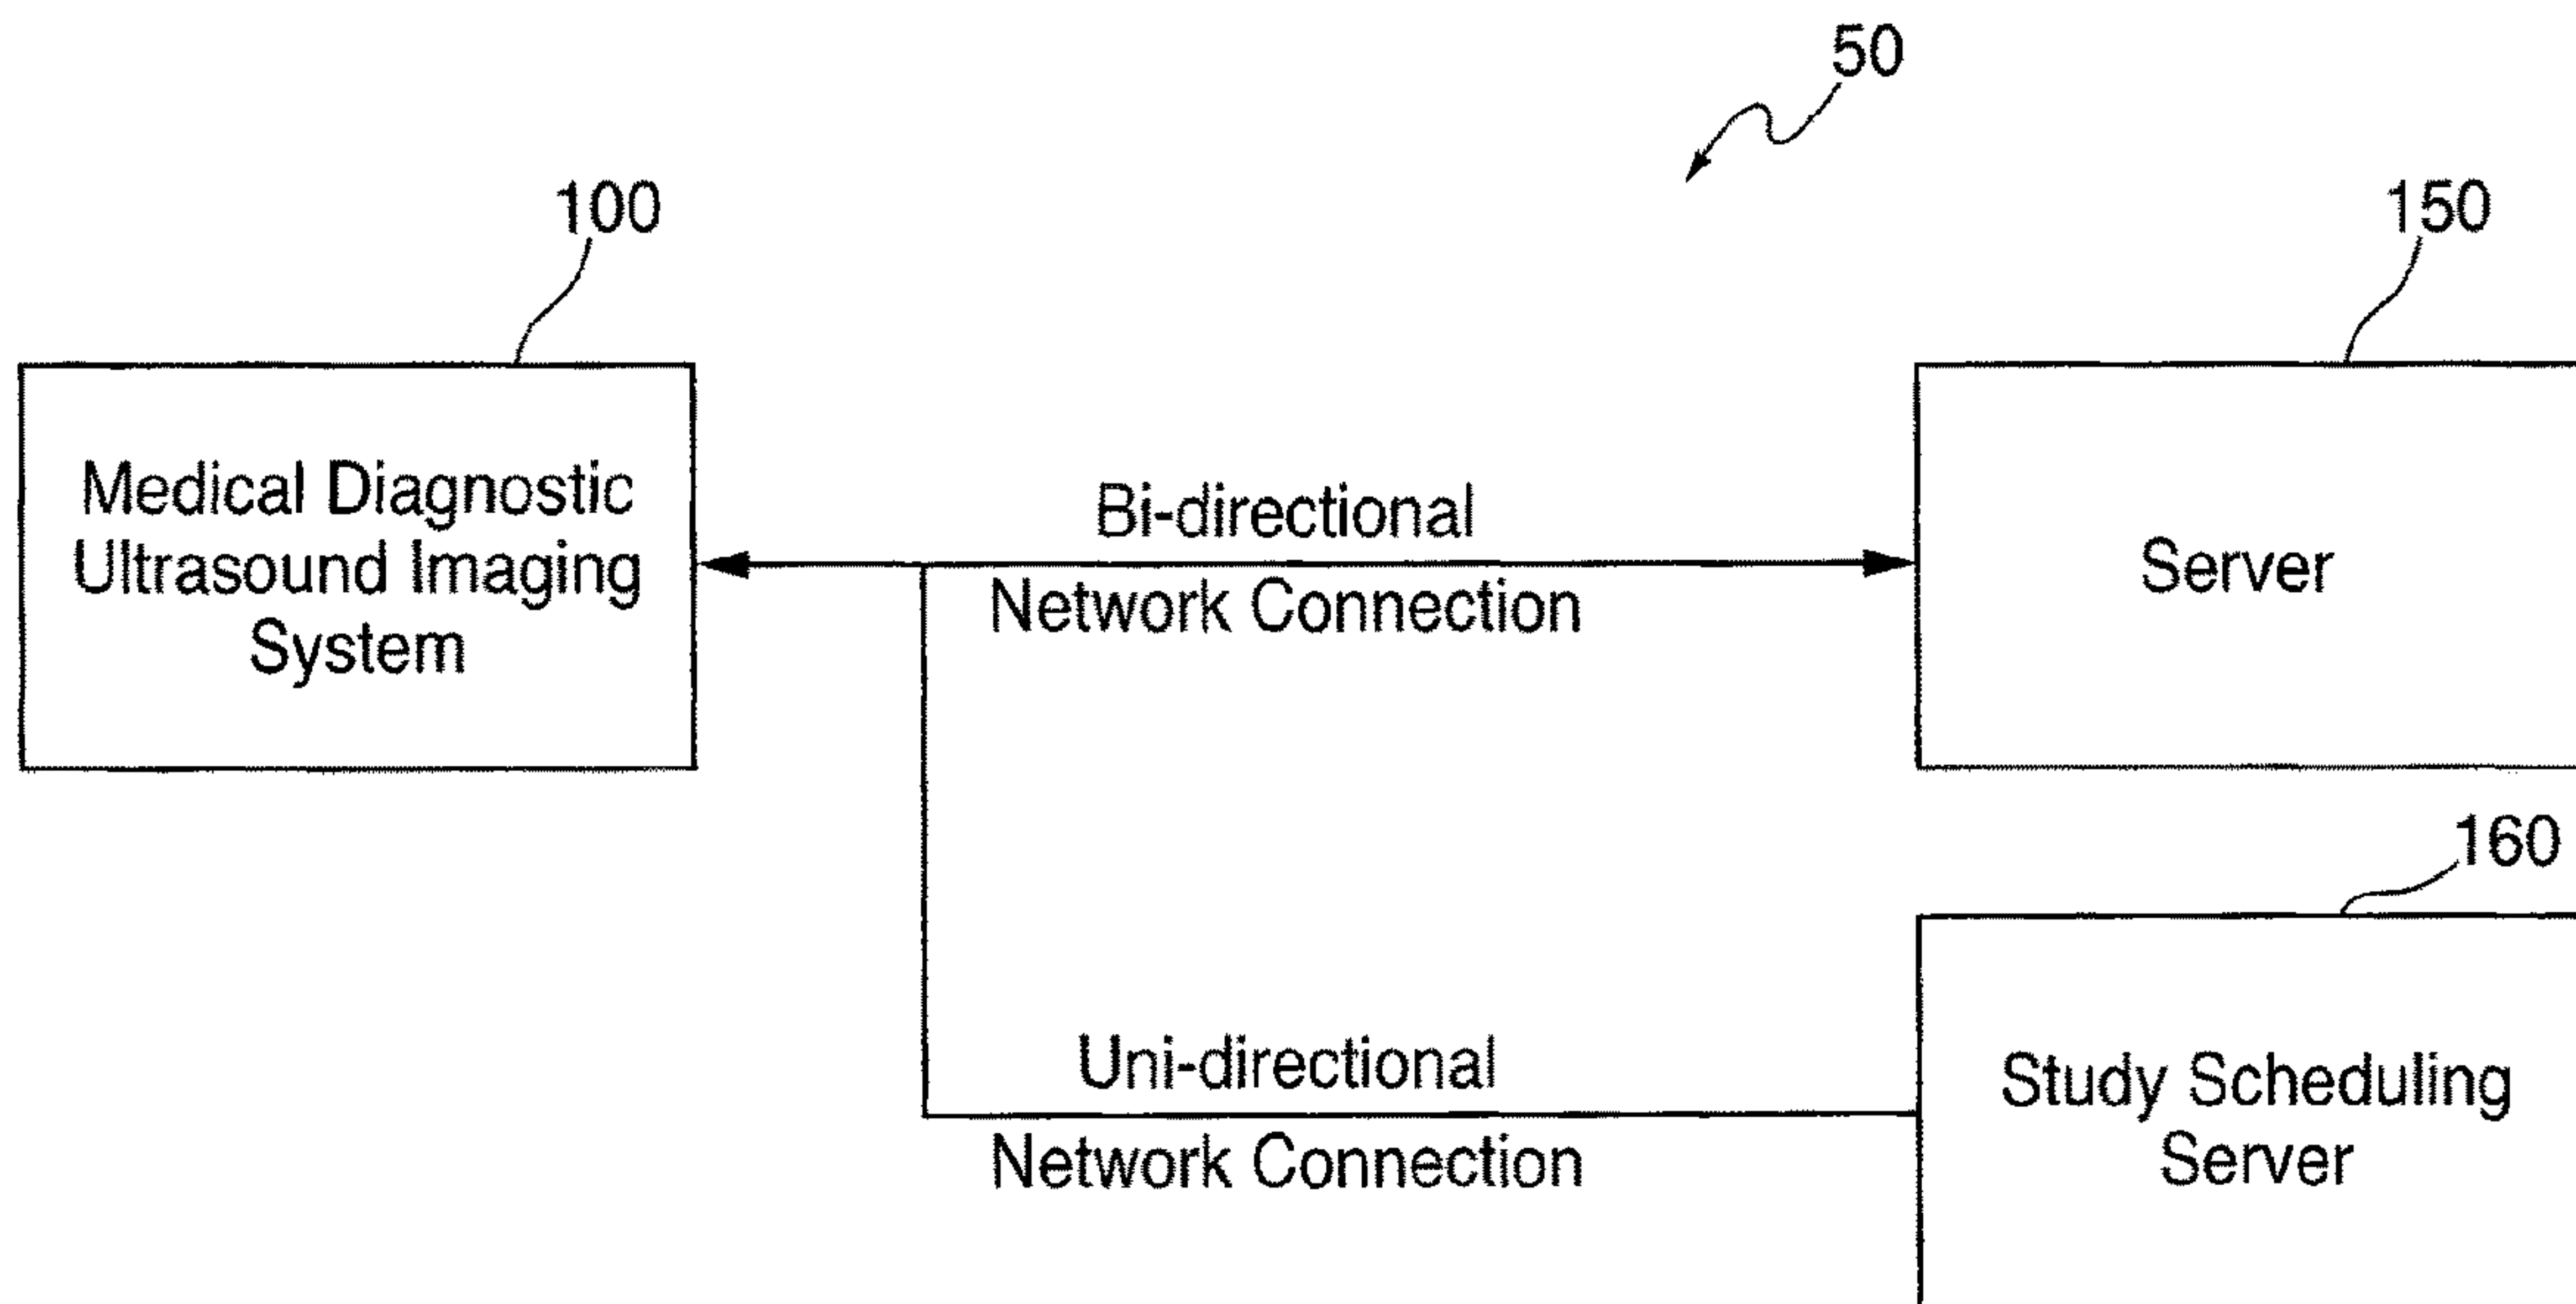 50
100
150
Medical Diagnostic
Ultrasound Imaging
System
Bi-directional
Network Connection
Server
160
Uni-directional
Network Connection
Study Scheduling
Server